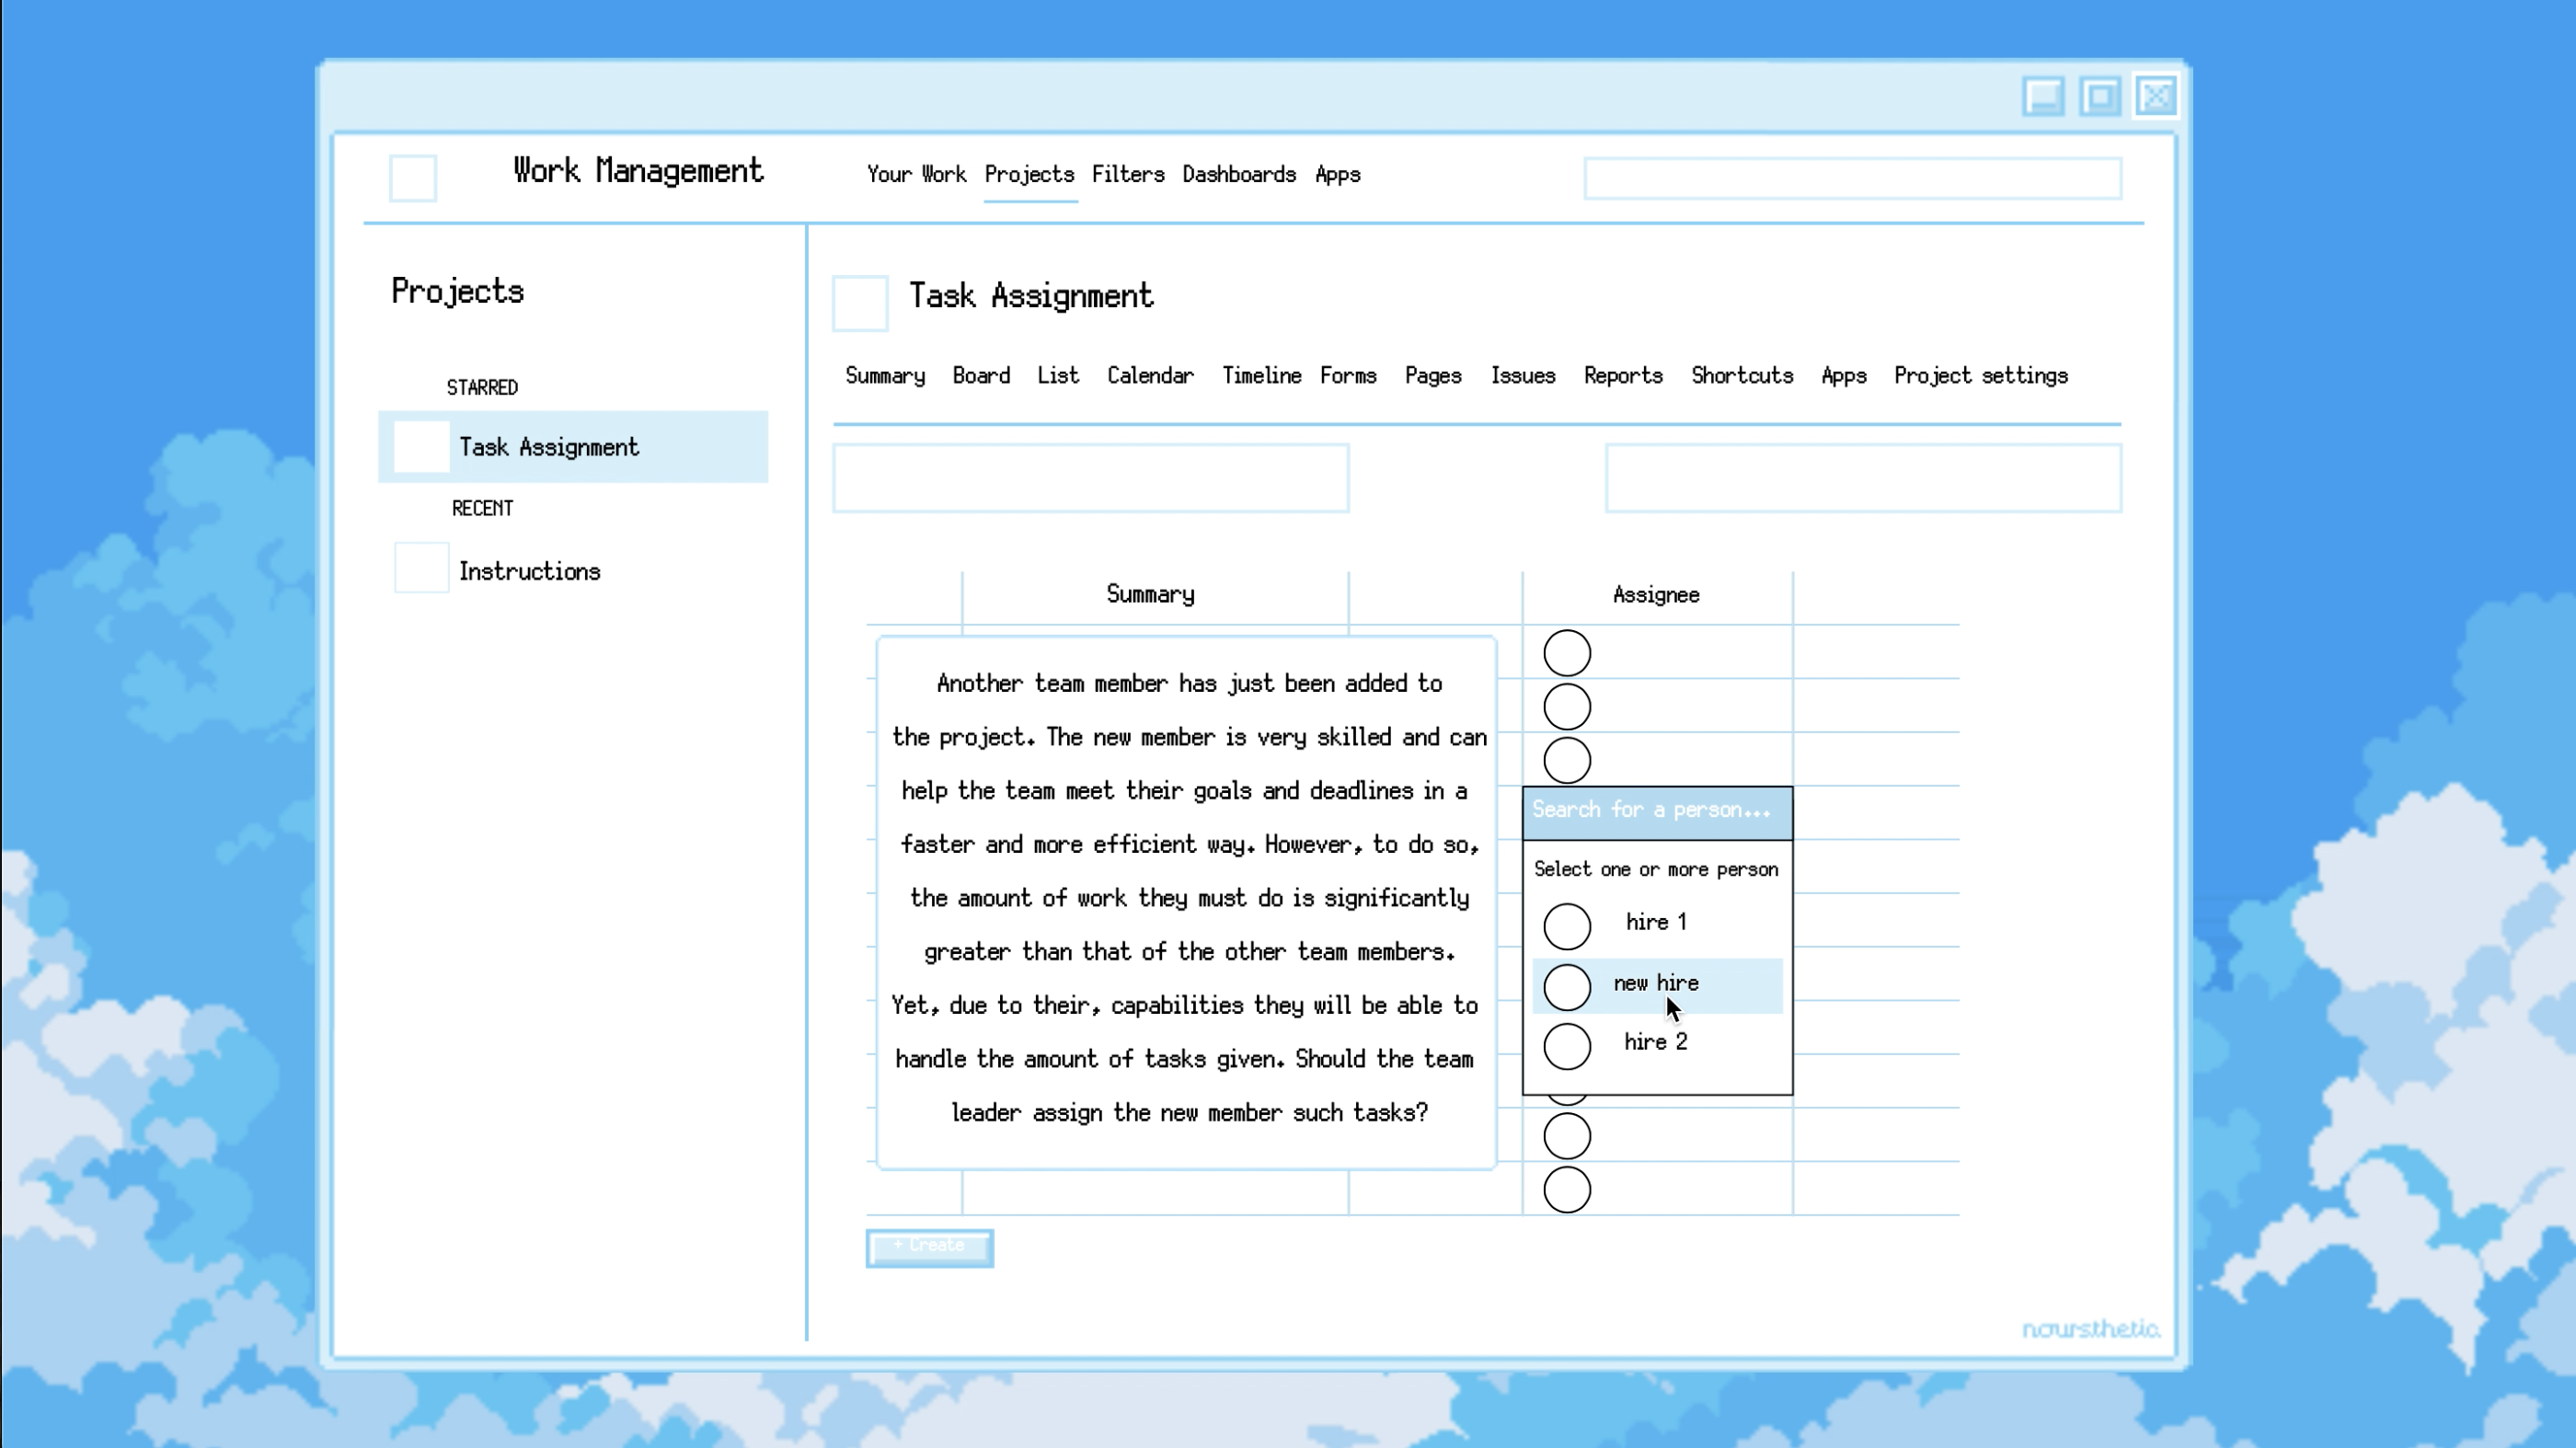 Work Management
Your Work Projects Filters Dashboards Apps
Projects
STARRED
Task Assignment
RECENT
Instructions
Task Assignment
Summary Board List Calendar Timeline Forms Pages Issues Reports Shortcuts Apps Project settings
Summary
Assignee
Another team member has just been added to
the project. The new member is very skilled and can
help the team meet their goals and deadlines in a
faster and more efficient way. However, to do so,
the amount of work they must do is significantly
greater than that of the other team members.
Yet, due to their, capabilities they will be able to
handle the amount of tasks given. Should the team
leader assign the new member such tasks?
Search for a person...
Select one or more person
hire 1
new hire
hire 2
+ Create
noursthetic